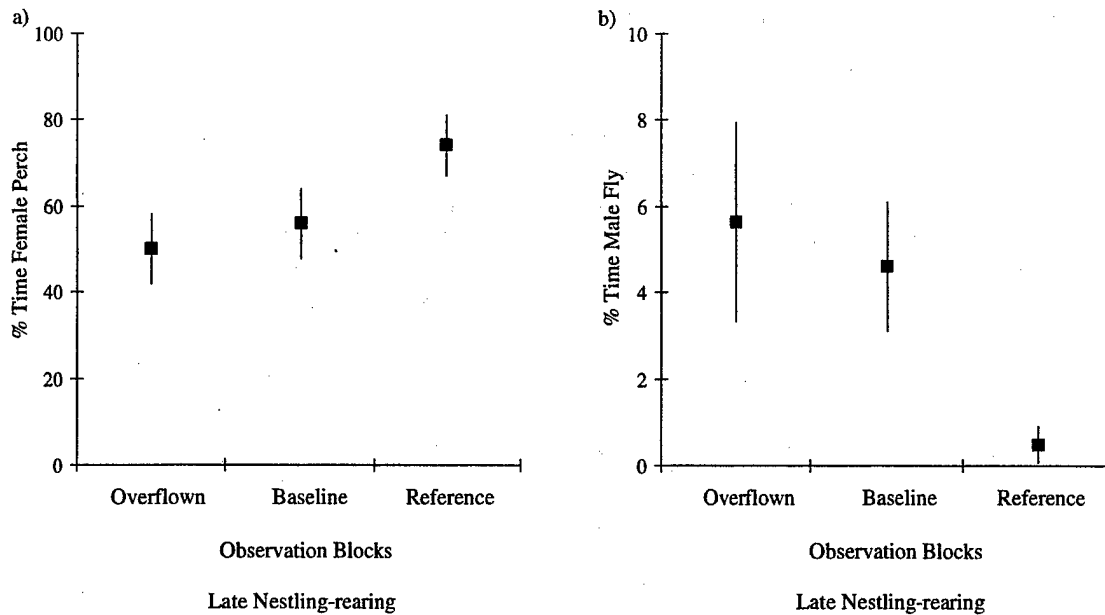 a)
% Time Female Perch
100
80
60
40
20
0
Overflown Baseline Reference
Observation Blocks
Late Nestling-rearing
b)
% Time Male Fly
10
8
6
4
2
0
Overflown Baseline Reference
Observation Blocks
Late Nestling-rearing